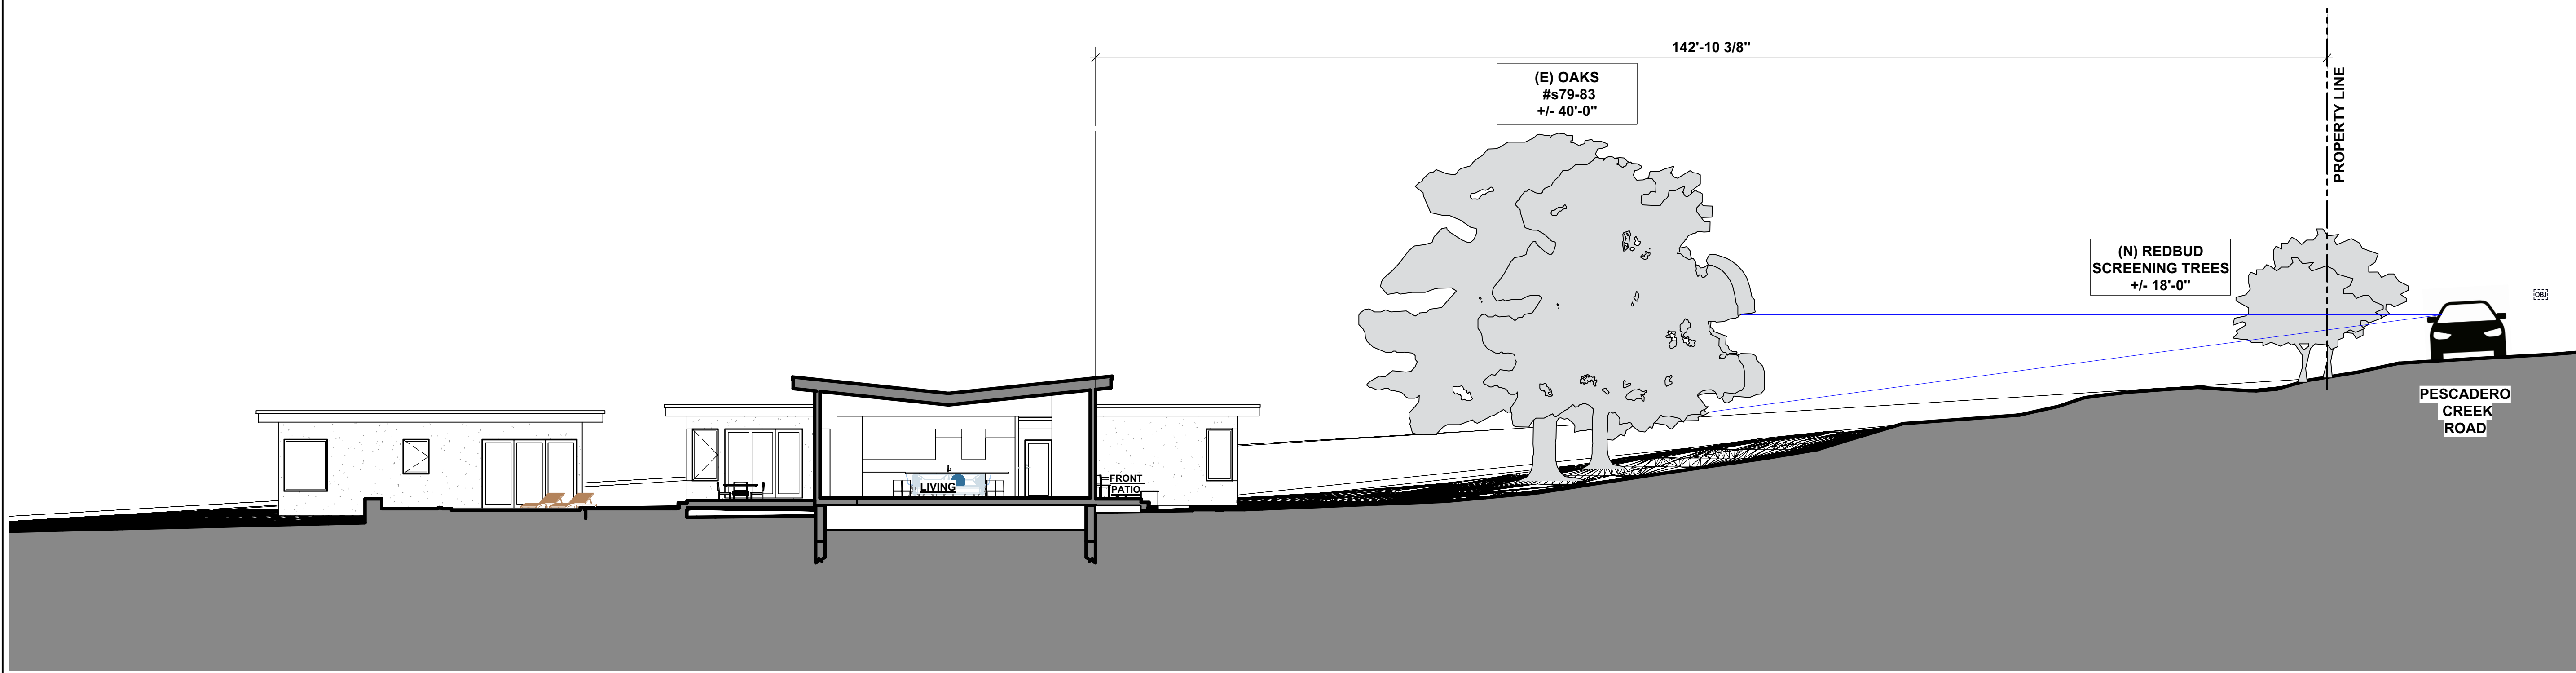 142'-10 3/8"
(E) OAKS
#s79-83
+/- 40'-0"
PROPERTY LINE
(N) REDBUD
SCREENING TREES
+/- 18'-0"
OBJ
PESCADERO
CREEK
ROAD
LIVING
FRONT
PATIO